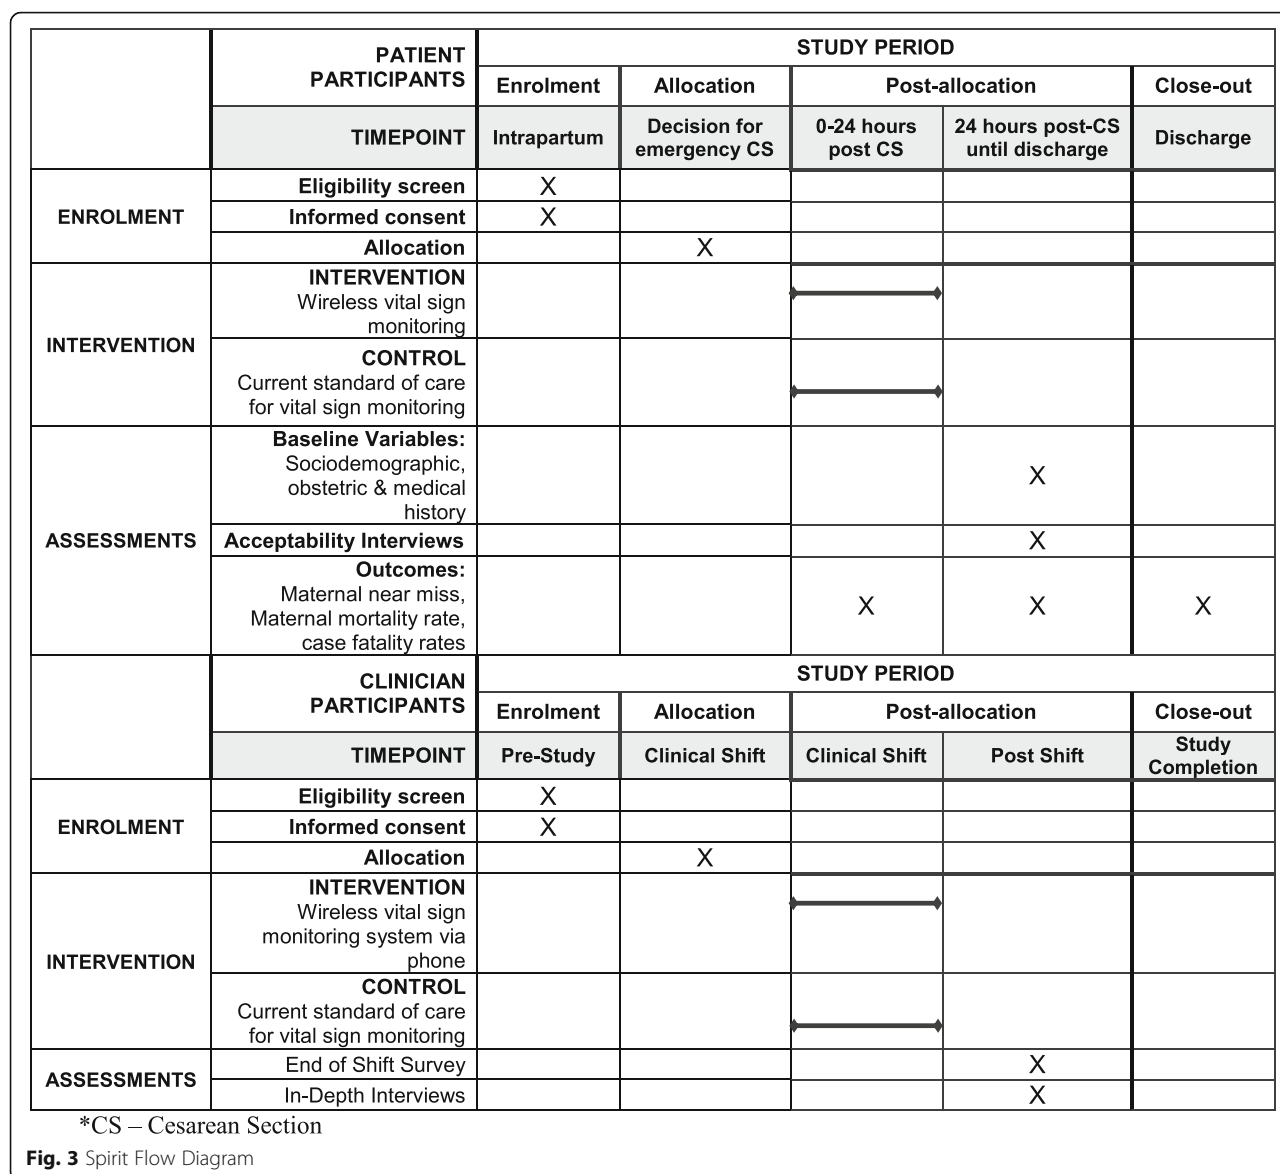 PATIENT PARTICIPANTS STUDY PERIOD
Enrolment Allocation Post-allocation Close-out
TIMEPOINT Intrapartum Decision for emergency CS 0-24 hours post CS 24 hours post-CS until discharge Discharge
ENROLMENT
Eligibility screen X
Informed consent X
Allocation X
INTERVENTION
INTERVENTION
Wireless vital sign
monitoring
CONTROL
Current standard of care
for vital sign monitoring
ASSESSMENTS
Baseline Variables:
Sociodemographic,
obstetric & medical
history
X
Acceptability Interviews X
Outcomes:
Maternal near miss,
Maternal mortality rate,
case fatality rates
X X X
CLINICIAN PARTICIPANTS STUDY PERIOD
Enrolment Allocation Post-allocation Close-out
TIMEPOINT Pre-Study Clinical Shift Clinical Shift Post Shift Study Completion
ENROLMENT
Eligibility screen X
Informed consent X
Allocation X
INTERVENTION
INTERVENTION
Wireless vital sign
monitoring system via
phone
CONTROL
Current standard of care
for vital sign monitoring
ASSESSMENTS
End of Shift Survey X
In-Depth Interviews X
*CS – Cesarean Section
Fig. 3 Spirit Flow Diagram